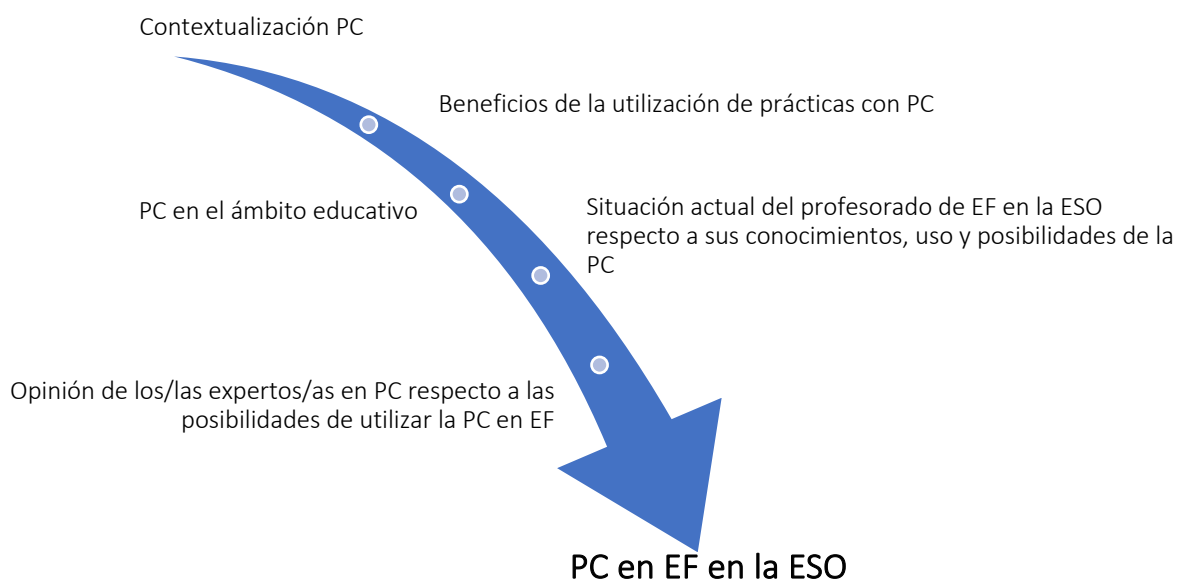 Contextualización PC
Beneficios de la utilización de prácticas con PC
PC en el ámbito educativo
Situación actual del profesorado de EF en la ESO
respecto a sus conocimientos, uso y posibilidades de la
PC
Opinión de los/las expertos/as en PC respecto a las
posibilidades de utilizar la PC en EF
PC en EF en la ESO